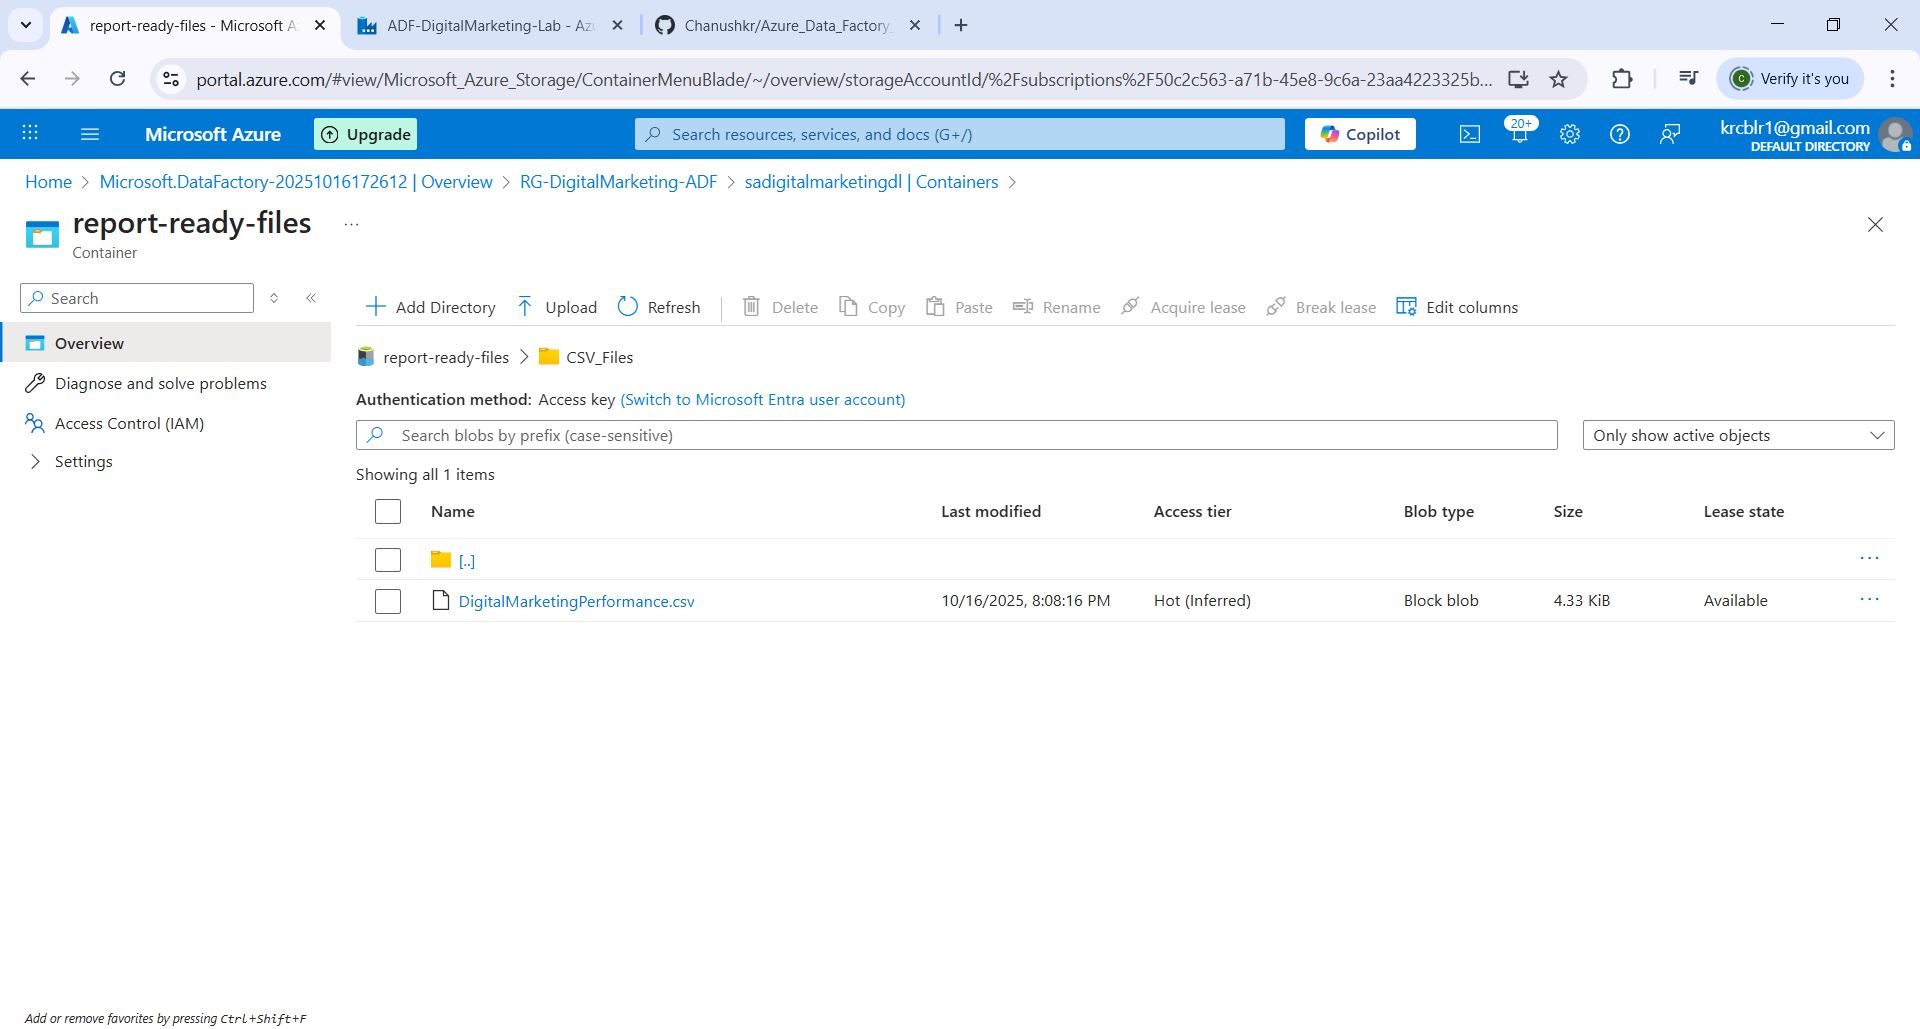 report-ready-files - Microsoft A
ADF-DigitalMarketing-Lab - Azu
Chanushkr/Azure_Data_Factory_
portal.azure.com/#view/Microsoft_Azure_Storage/ContainerMenuBlade/~/overview/storageAccountId/%2Fsubscriptions%2F50c2c563-a71b-45e8-9c6a-23aa4223325b...
C Verify it's you
Microsoft Azure
Upgrade
Search resources, services, and docs (G+/)
Copilot
20+
krcblr1@gmail.com
DEFAULT DIRECTORY
Home > Microsoft.DataFactory-20251016172612 | Overview > RG-DigitalMarketing-ADF > sadigitalmarketingdl | Containers >
report-ready-files ...
Container
Search
Overview
Diagnose and solve problems
Access Control (IAM)
Settings
Add Directory Upload Refresh Delete Copy Paste Rename Acquire lease Break lease Edit columns
report-ready-files > CSV_Files
Authentication method: Access key (Switch to Microsoft Entra user account)
Search blobs by prefix (case-sensitive)
Only show active objects
Showing all 1 items
Name Last modified Access tier Blob type Size Lease state
[..] ...
DigitalMarketingPerformance.csv 10/16/2025, 8:08:16 PM Hot (Inferred) Block blob 4.33 KiB Available ...
Add or remove favorites by pressing Ctrl+Shift+F